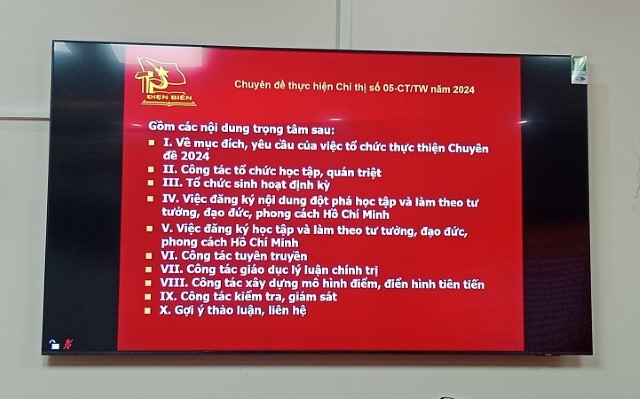 ĐIỆN BIÊN
Chuyên đề thực hiện Chỉ thị số 05-CT/TW năm 2024
Gồm các nội dung trọng tâm sau:
I. Về mục đích, yêu cầu của việc tổ chức thực thiện Chuyên
đề 2024
II. Công tác tổ chức học tập, quán triệt
III. Tổ chức sinh hoạt định kỳ
IV. Việc đăng ký nội dung đột phá học tập và làm theo tư
tưởng, đạo đức, phong cách Hồ Chí Minh
V. Việc đăng ký học tập và làm theo tư tưởng, đạo đức,
phong cách Hồ Chí Minh
VI. Công tác tuyên truyền
VII. Công tác giáo dục lý luận chính trị
VIII. Công tác xây dựng mô hình điểm, điển hình tiên tiến
IX. Công tác kiểm tra, giám sát
X. Gợi ý thảo luận, liên hệ